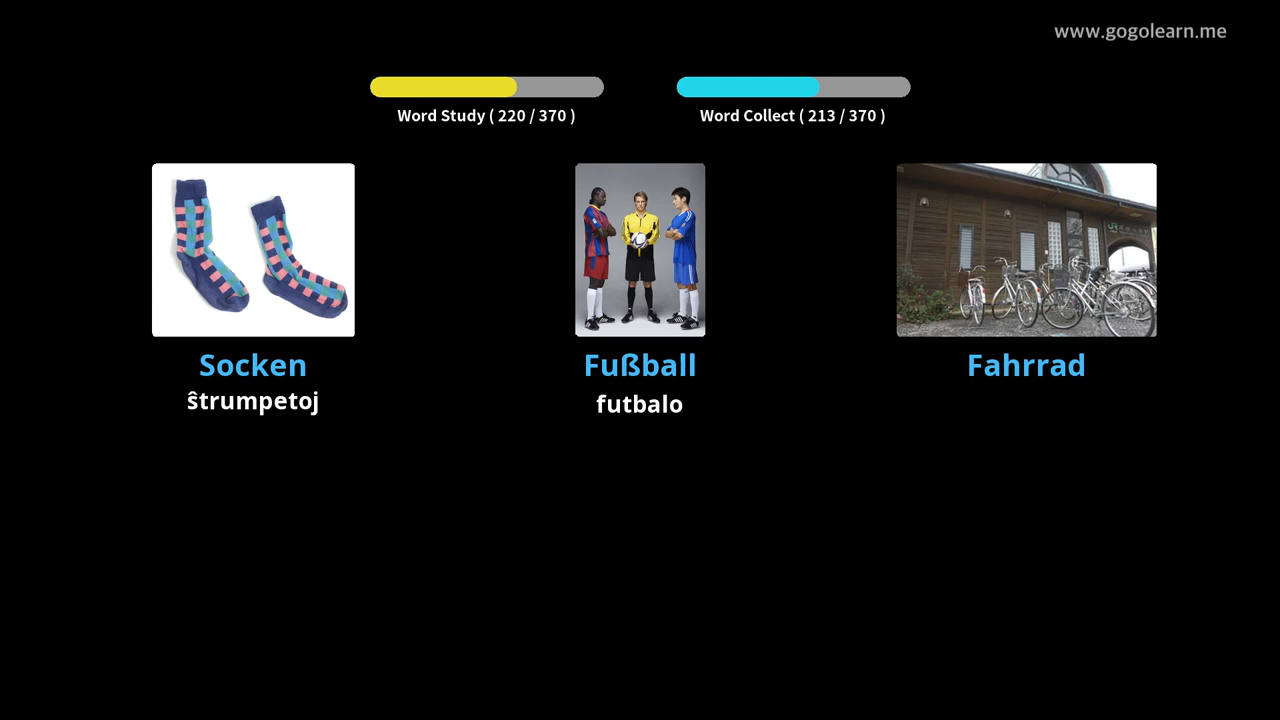 www.gogolearn.me
Word Study ( 220 / 370 )
Word Collect ( 213 / 370 )
Socken
ŝtrumpetoj
Fußball
futbalo
Fahrrad